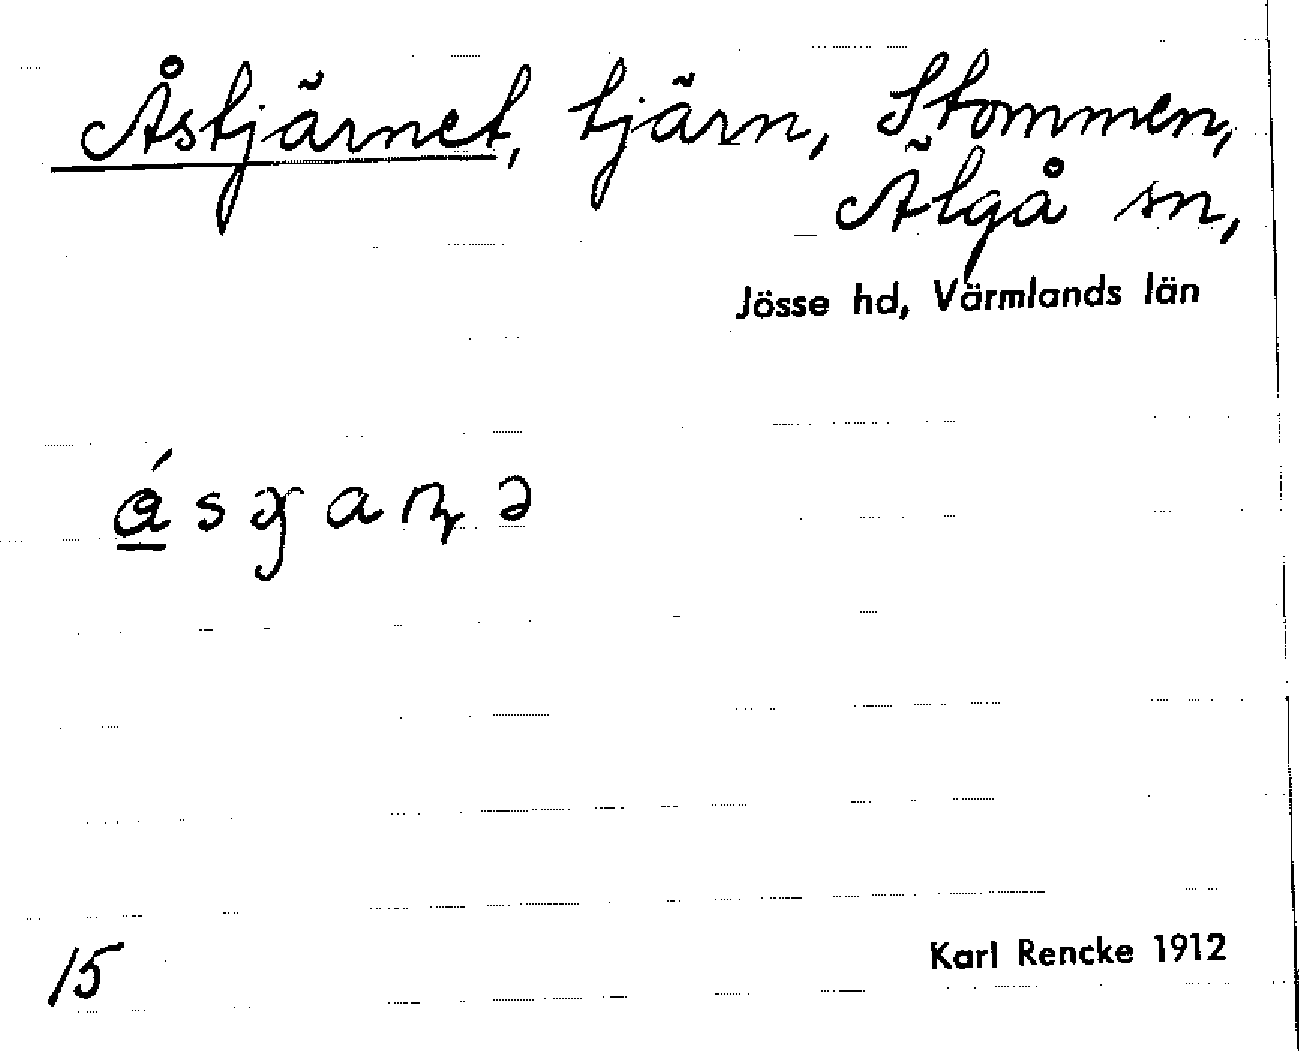 Åstjärnet, tjärn, Stommen,
Älgå sn,
Jösse hd, Värmlands län
15
Karl Rencke 1912